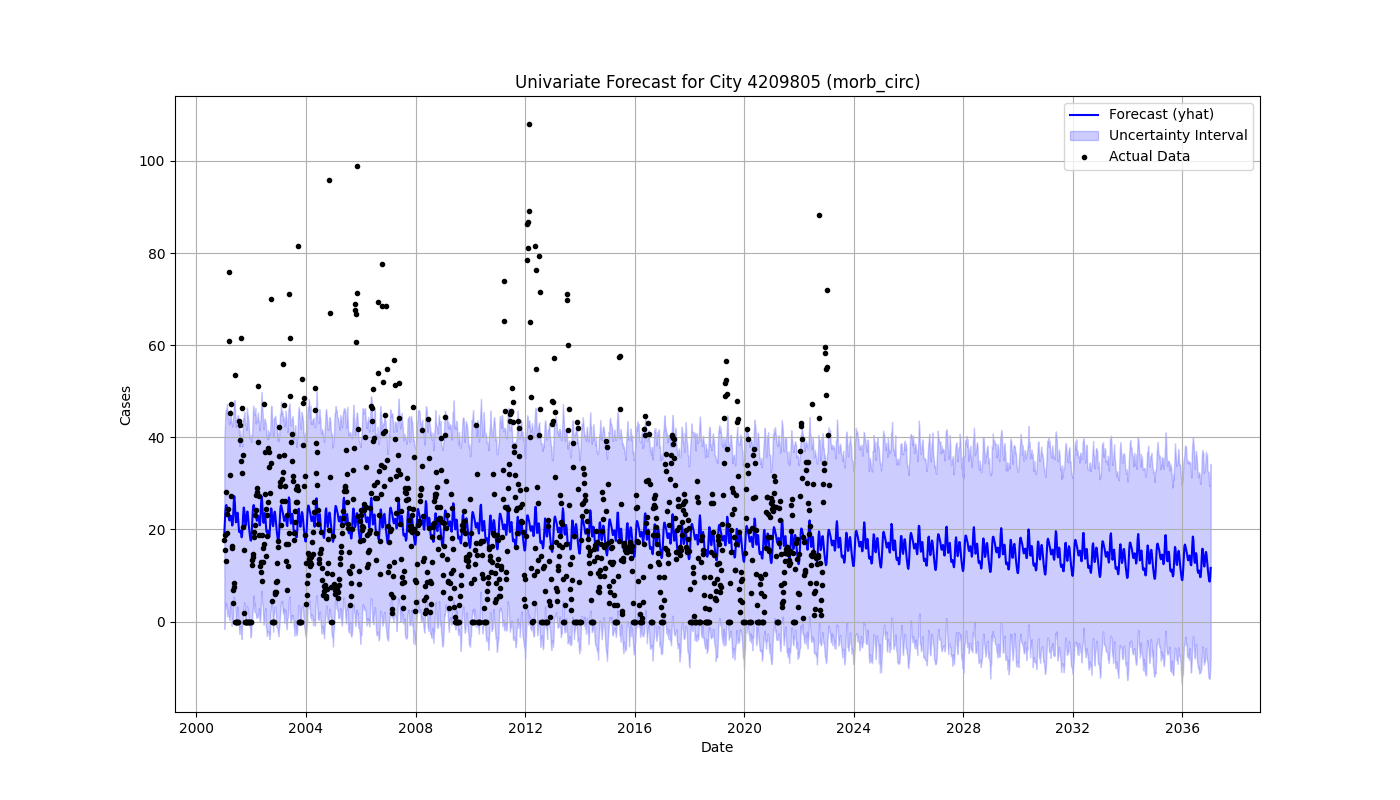 Univariate Forecast for City 4209805 (morb_circ)
Forecast (yhat)
Uncertainty Interval
Actual Data
Cases
100
80
60
40
20
0
2000 2004 2008 2012 2016 2020 2024 2028 2032 2036
Date